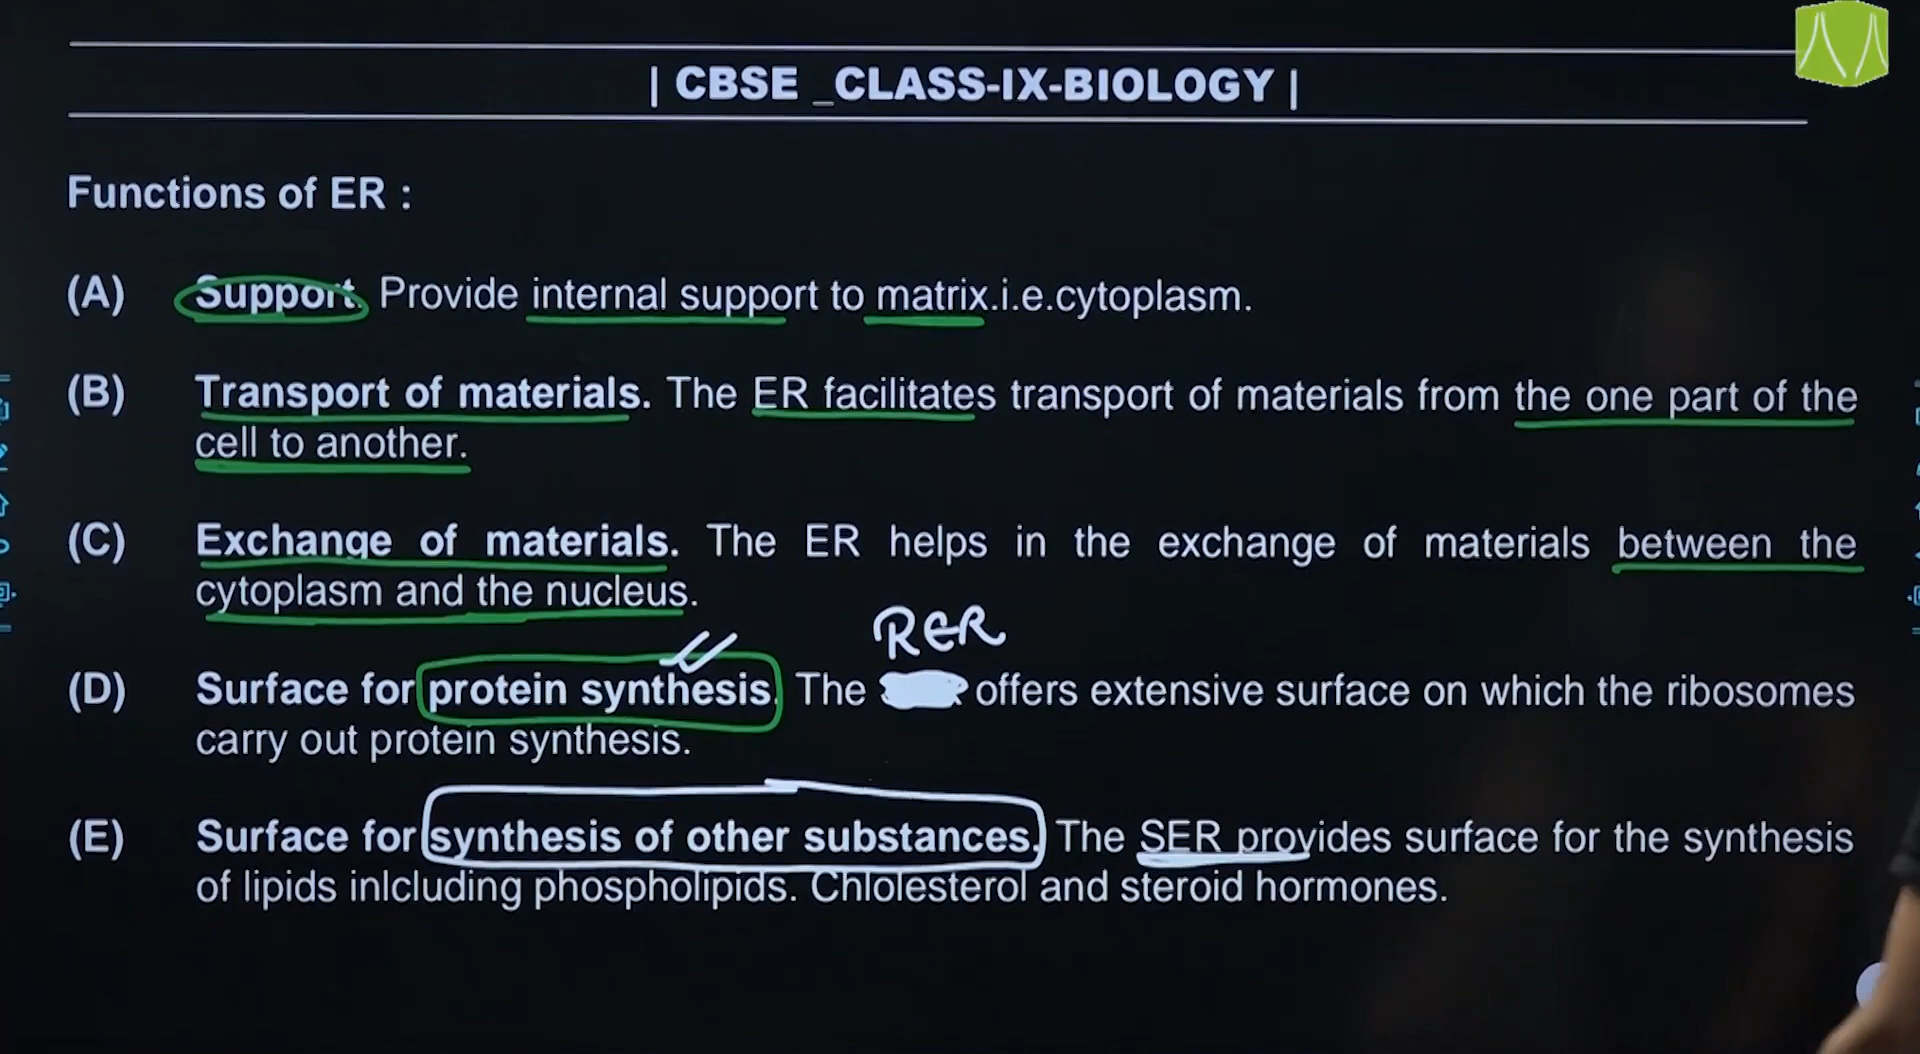 | CBSE _CLASS-IX-BIOLOGY |
Functions of ER :
(A) Support. Provide internal support to matrix.i.e.cytoplasm.
(B) Transport of materials. The ER facilitates transport of materials from the one part of the
cell to another.
(C) Exchange of materials. The ER helps in the exchange of materials between the
cytoplasm and the nucleus.
RER
(D) Surface for protein synthesis. The offers extensive surface on which the ribosomes
carry out protein synthesis.
(E) Surface for synthesis of other substances. The SER provides surface for the synthesis
of lipids inlcluding phospholipids. Chlolesterol and steroid hormones.